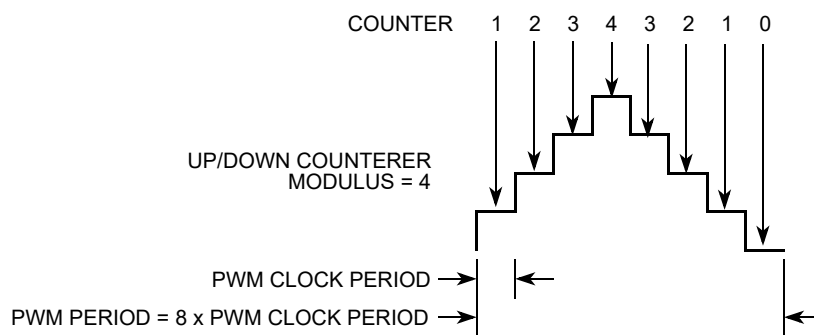 COUNTER 1 2 3 4 3 2 1 0
UP/DOWN COUNTERER
MODULUS = 4
PWM CLOCK PERIOD
PWM PERIOD = 8 x PWM CLOCK PERIOD